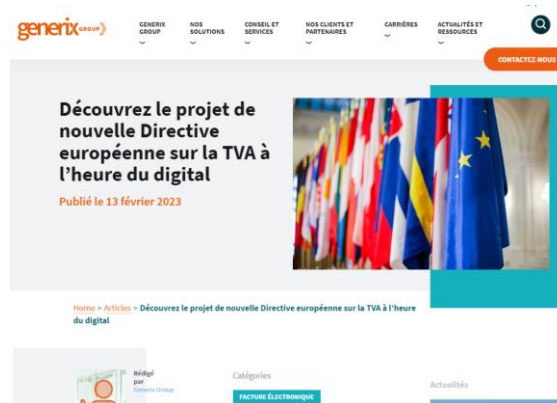 generix GROUP
GENERIX GROUP
NOS SOLUTIONS
CONSEIL ET SERVICES
NOS CLIENTS ET PARTENAIRES
CARRIÈRES
ACTUALITÉS ET RESSOURCES
CONTACTEZ-NOUS
Découvrez le projet de
nouvelle Directive
européenne sur la TVA à
l’heure du digital
Publié le 13 février 2023
Home » Articles » Découvrez le projet de nouvelle Directive européenne sur la TVA à l’heure
du digital
Rédigé
par
Generix Group
Catégories
FACTURE ÉLECTRONIQUE
Actualités